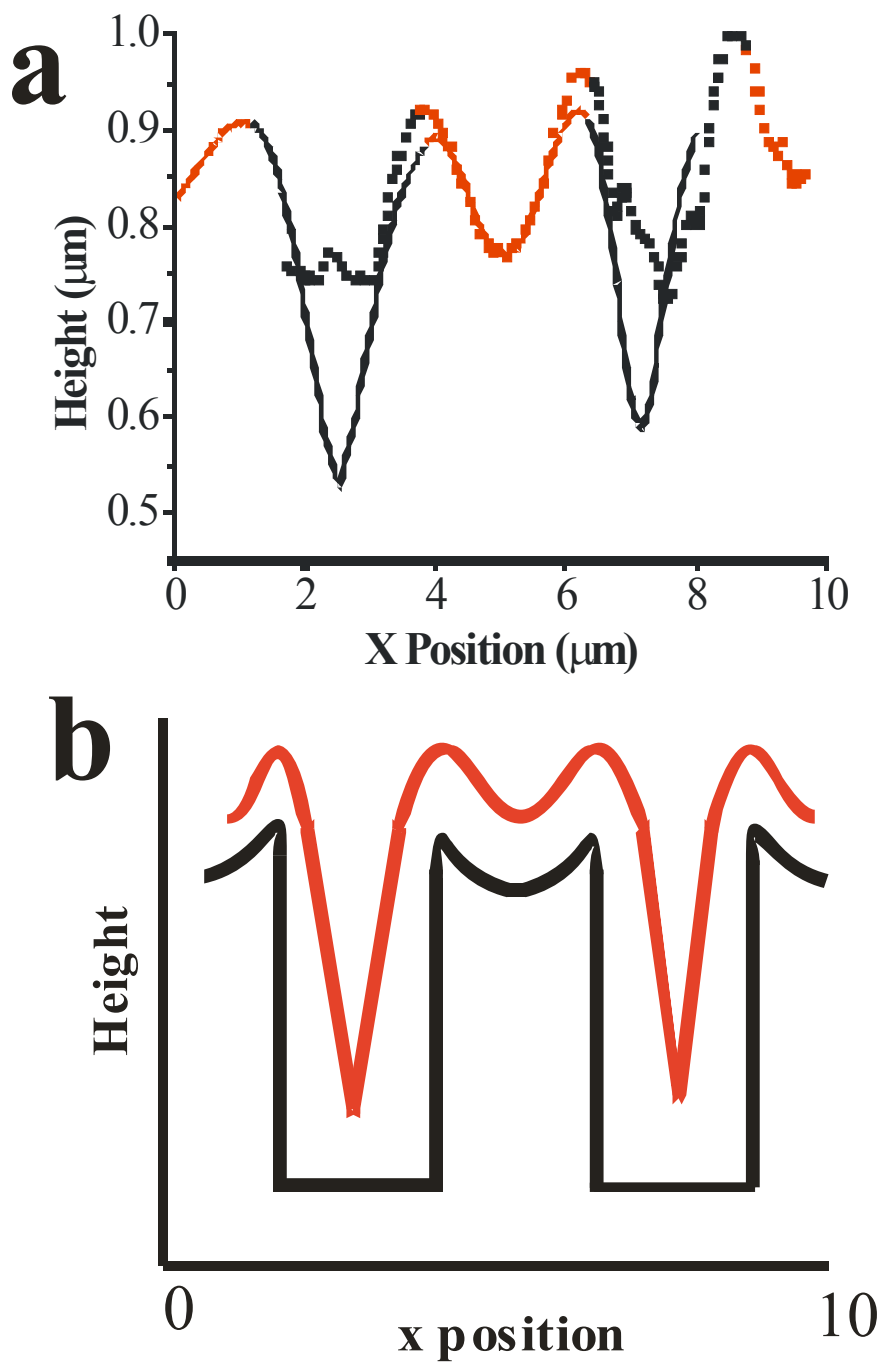 a
1.0
0.9
0.8
0.7
0.6
0.5
Height (μm)
0 2 4 6 8 10
X Position (μm)
b
Height
0 10
x position